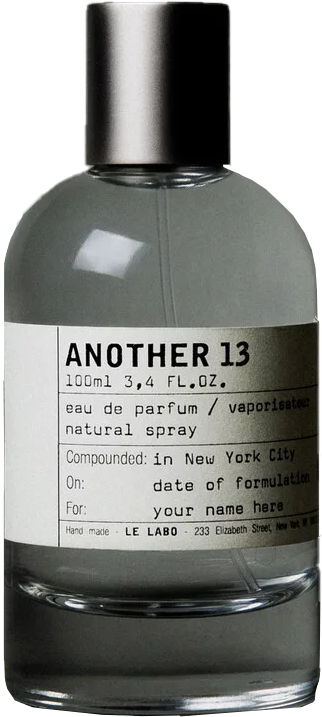 ANOTHER 13
100ml 3,4 FL.OZ.
eau de parfum / vaporisateur
natural spray
Compounded: in New York City
On: date of formulation
For: your name here
Hand made - LE LABO - 233 Elizabeth Street, New York, NY